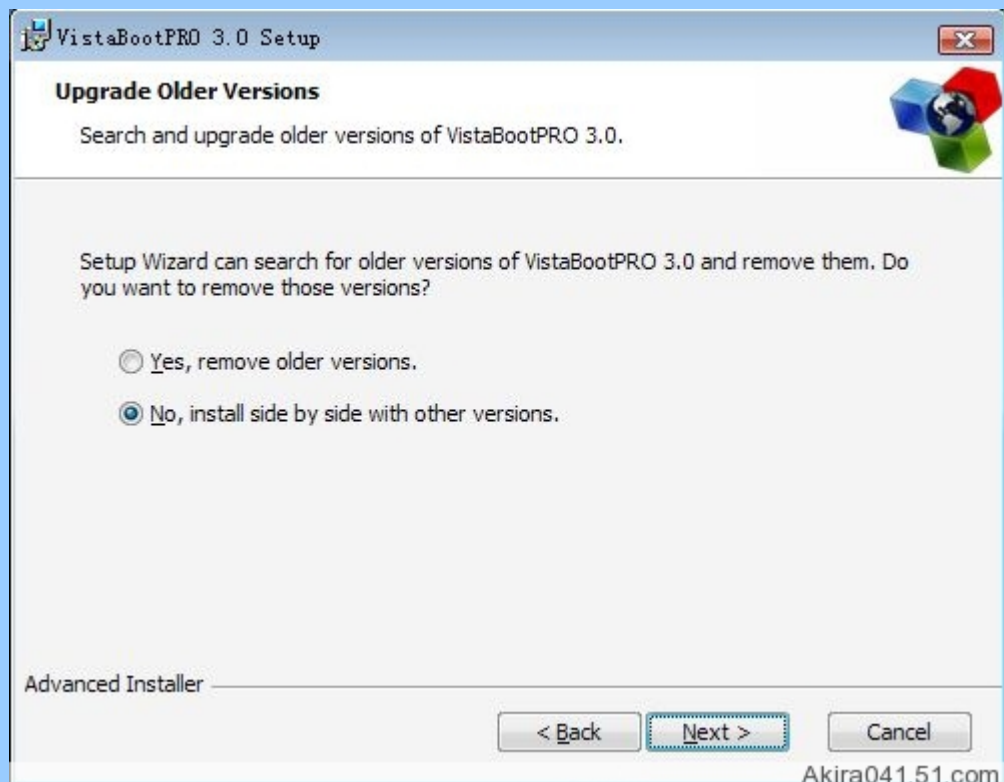 VistaBootPRO 3.0 Setup
Upgrade Older Versions
Search and upgrade older versions of VistaBootPRO 3.0.
Setup Wizard can search for older versions of VistaBootPRO 3.0 and remove them. Do
you want to remove those versions?
Yes, remove older versions.
No, install side by side with other versions.
Advanced Installer
< Back Next > Cancel
Akira041.51.com